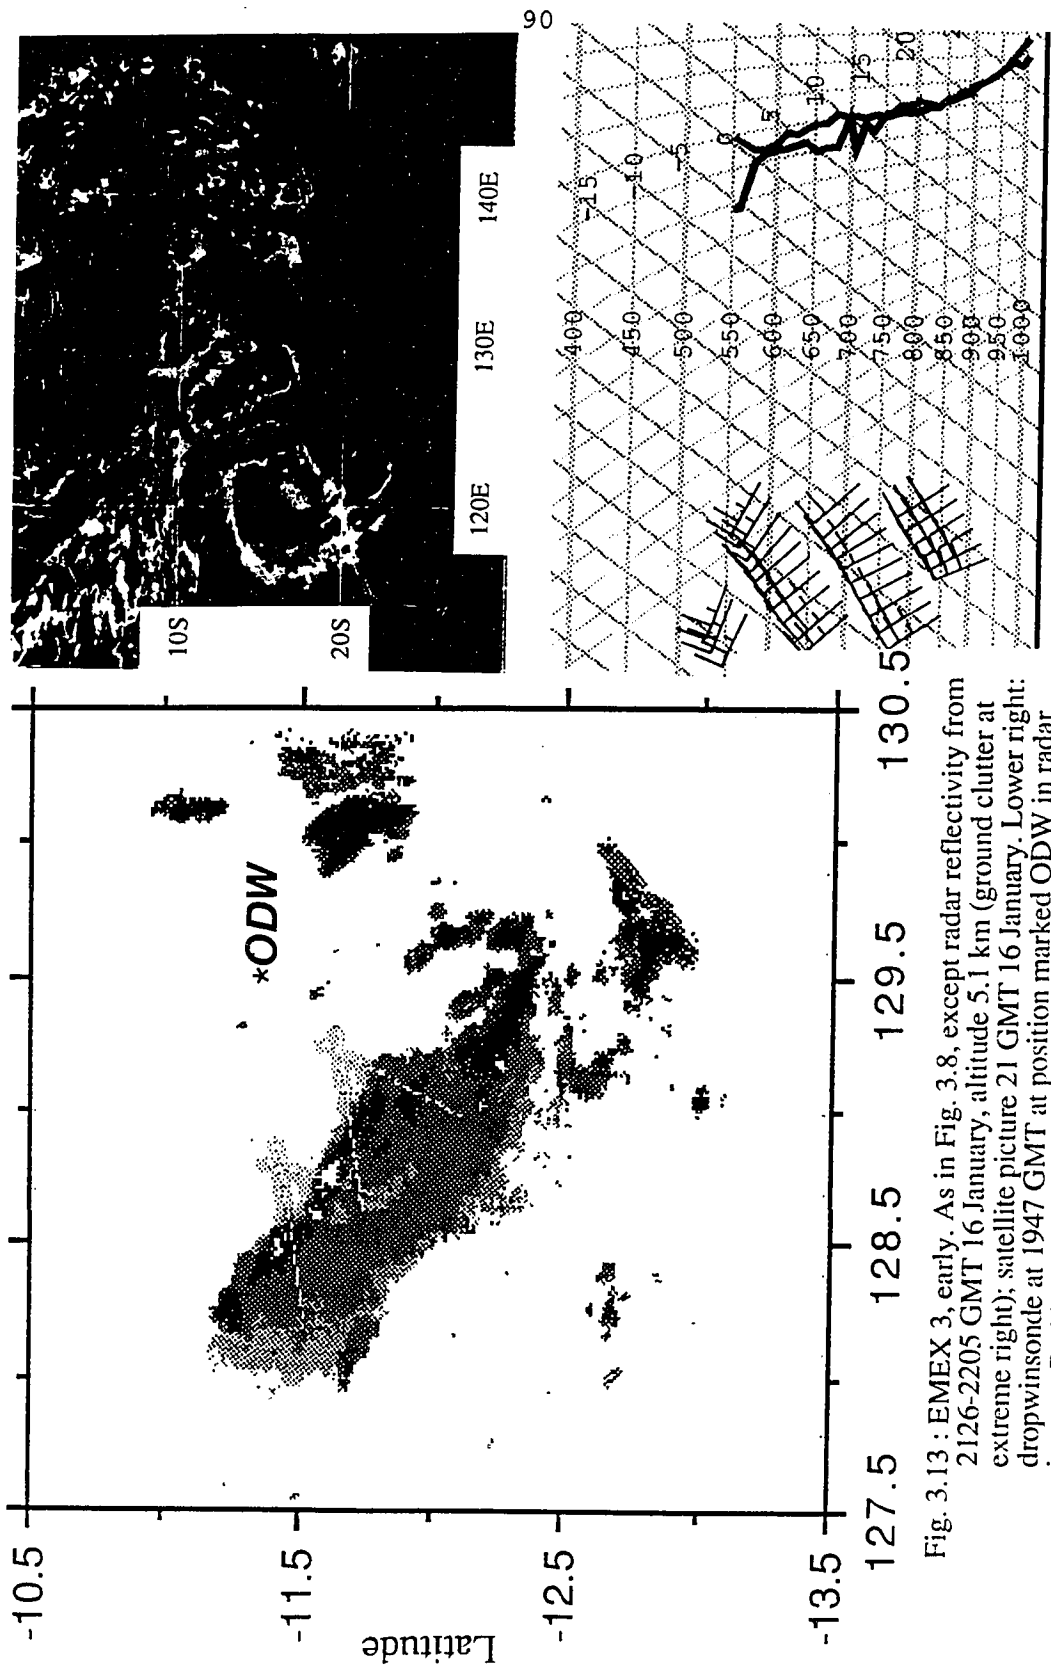 90
-10.5
-11.5
-12.5
-13.5
Latitude
127.5
128.5
129.5
130.5
*ODW
10S
20S
120E
130E
140E
-15
-10
-5
0
5
10
15
20
400
450
500
550
600
650
700
750
800
850
900
950
1000
Fig. 3.13 : EMEX 3, early. As in Fig. 3.8, except radar reflectivity from
2126-2205 GMT 16 January, altitude 5.1 km (ground clutter at
extreme right); satellite picture 21 GMT 16 January. Lower right:
dropwinsonde at 1947 GMT at position marked ODW in radar